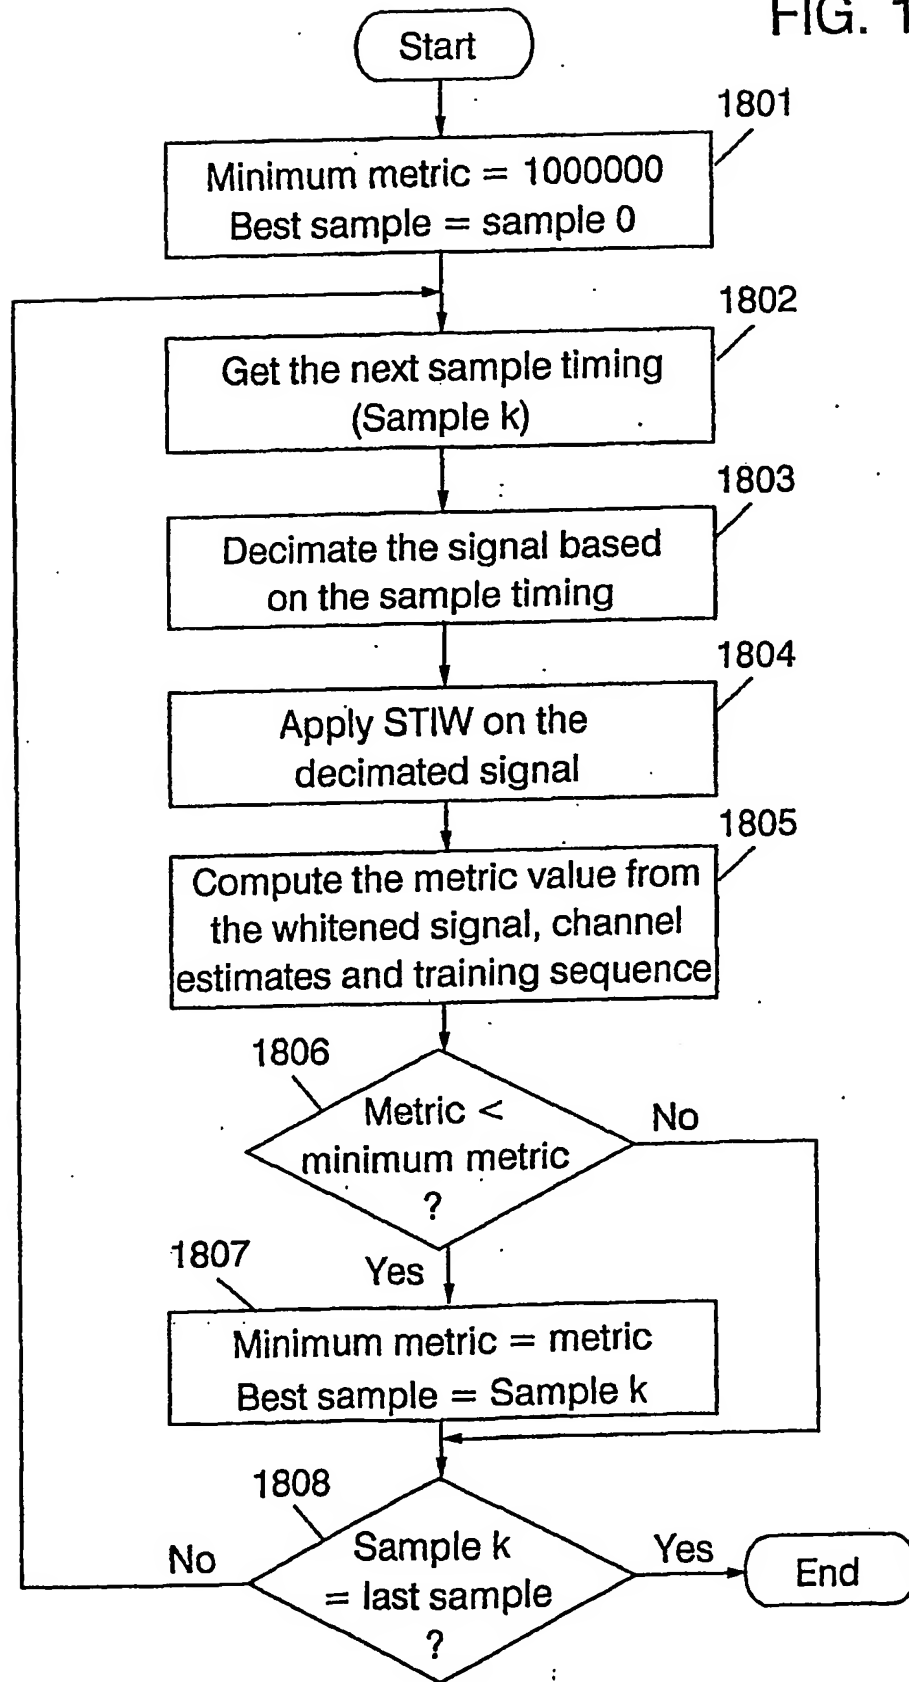 FIG. 1
Start
1801
Minimum metric = 1000000
Best sample = sample 0
1802
Get the next sample timing
(Sample k)
1803
Decimate the signal based
on the sample timing
1804
Apply STIW on the
decimated signal
1805
Compute the metric value from
the whitened signal, channel
estimates and training sequence
1806
Metric <
minimum metric
?
No
Yes
1807
Minimum metric = metric
Best sample = Sample k
1808
Sample k
= last sample
?
No
Yes
End